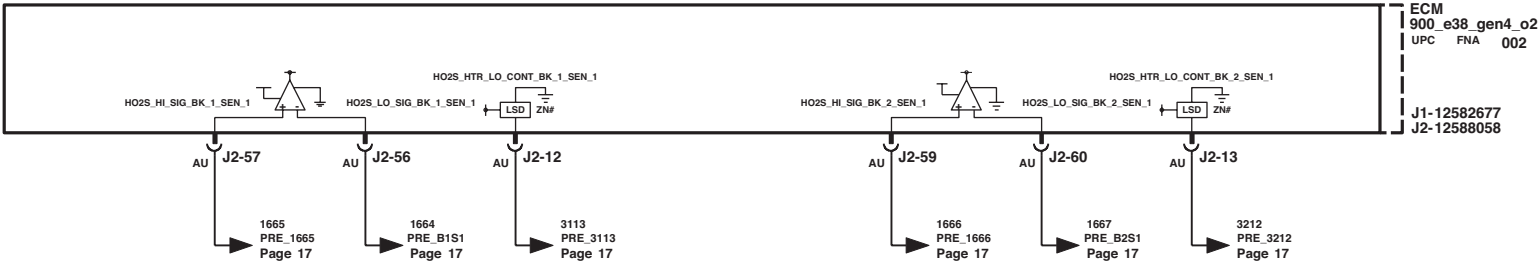 ECM
900_e38_gen4_o2
UPC FNA 002
HO2S_HTR_LO_CONT_BK_1_SEN_1
HO2S_HTR_LO_CONT_BK_2_SEN_1
HO2S_HI_SIG_BK_1_SEN_1
+ -
HO2S_LO_SIG_BK_1_SEN_1
LSD
ZN#
HO2S_HI_SIG_BK_2_SEN_1
+ -
HO2S_LO_SIG_BK_2_SEN_1
LSD
ZN#
J1-12582677
J2-12588058
AU J2-57
AU J2-56
AU J2-12
AU J2-59
AU J2-60
AU J2-13
1665
PRE_1665
Page 17
1664
PRE_B1S1
Page 17
3113
PRE_3113
Page 17
1666
PRE_1666
Page 17
1667
PRE_B2S1
Page 17
3212
PRE_3212
Page 17